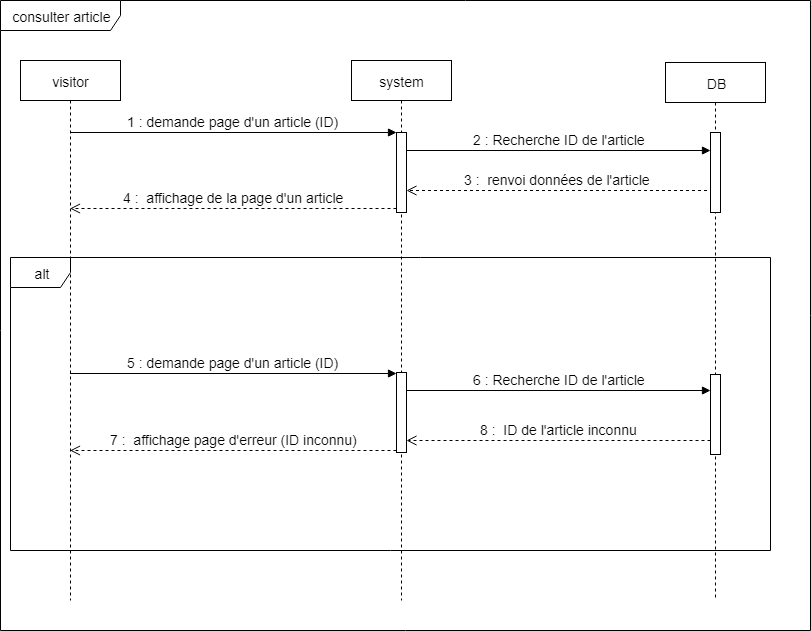 consulter article
visitor
system
DB
1 : demande page d'un article (ID)
2 : Recherche ID de l'article
3 :  renvoi données de l'article
4 :  affichage de la page d'un article
alt
5 : demande page d'un article (ID)
6 : Recherche ID de l'article
8 :  ID de l'article inconnu
7 :  affichage page d'erreur (ID inconnu)